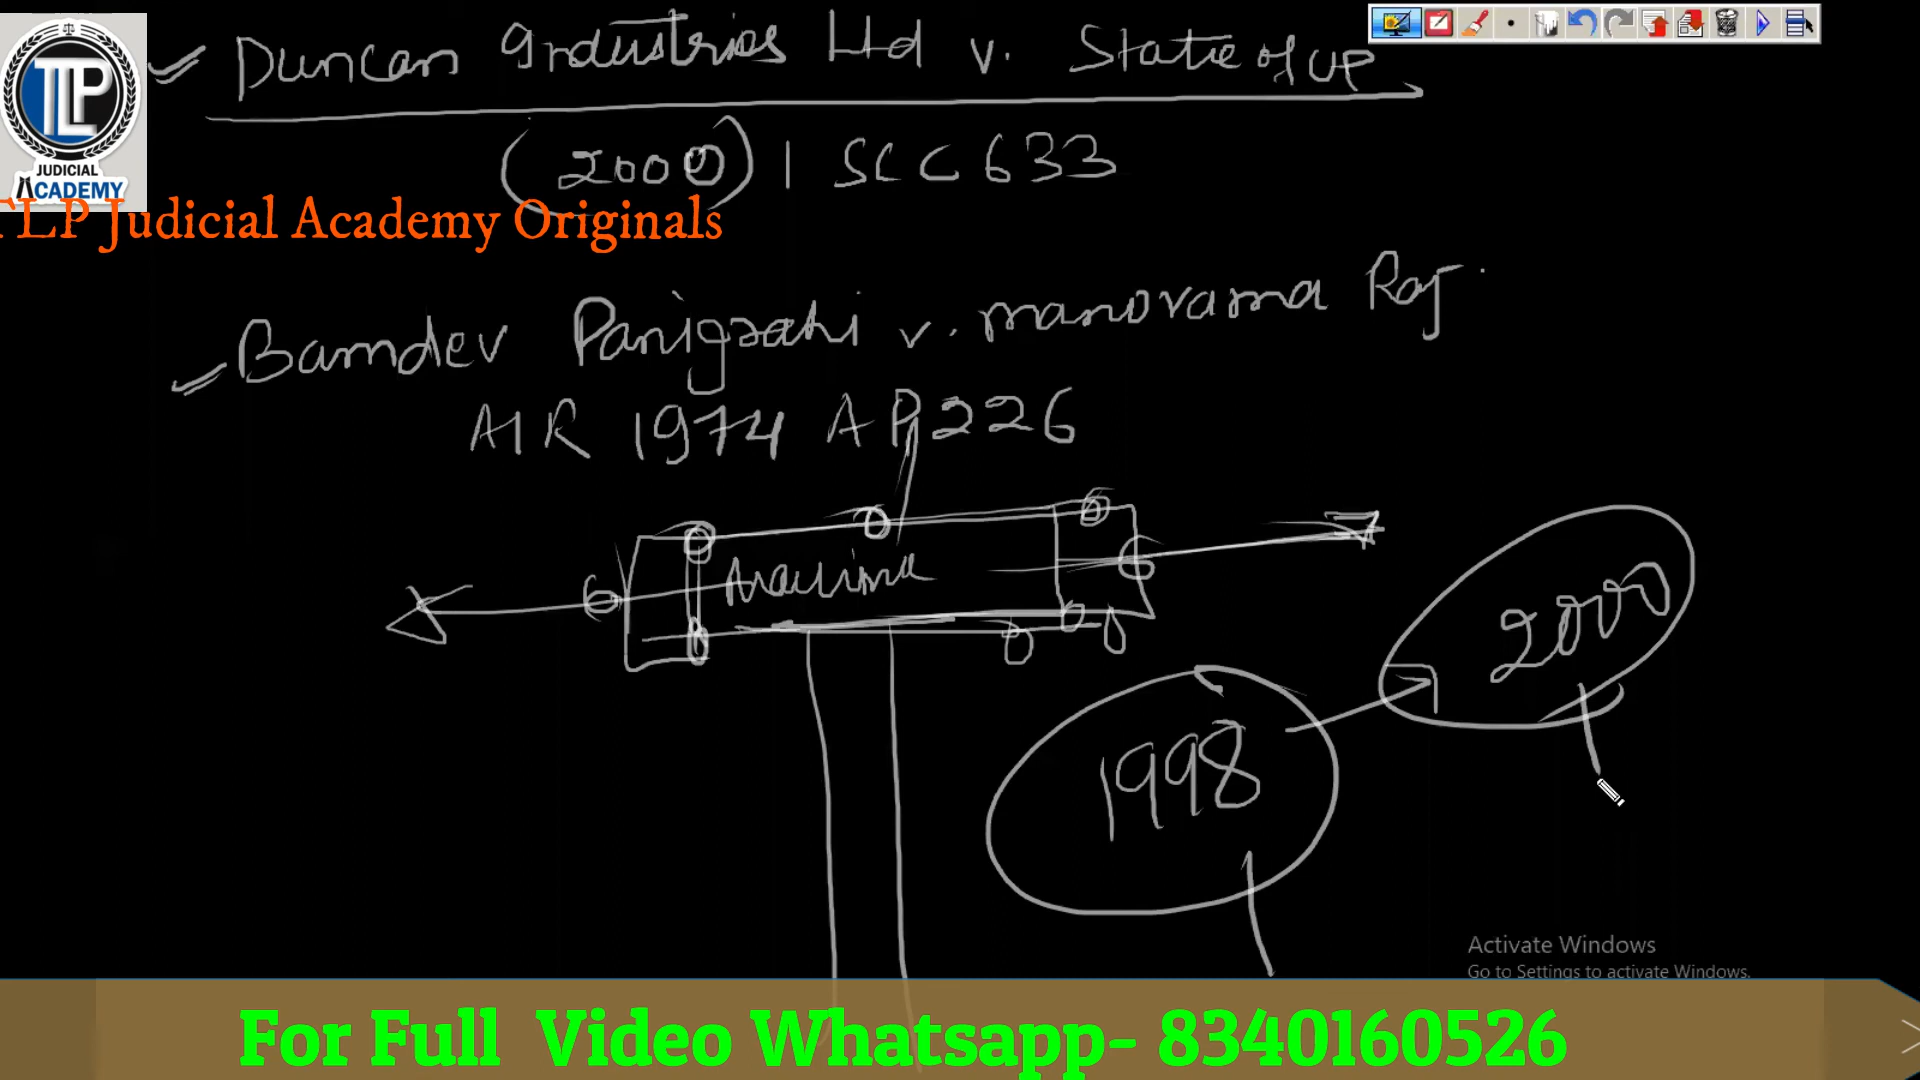 Duncan Industries Ltd v. State of UP
(2000) 1 SCC 633
TLP
JUDICIAL
ACADEMY
TLP Judicial Academy Originals
Bamdev Panigrahi v. Manorama Raj.
AIR 1974 AP 226
2000
1998
Activate Windows
Go to Settings to activate Windows.
For Full Video Whatsapp- 8340160526